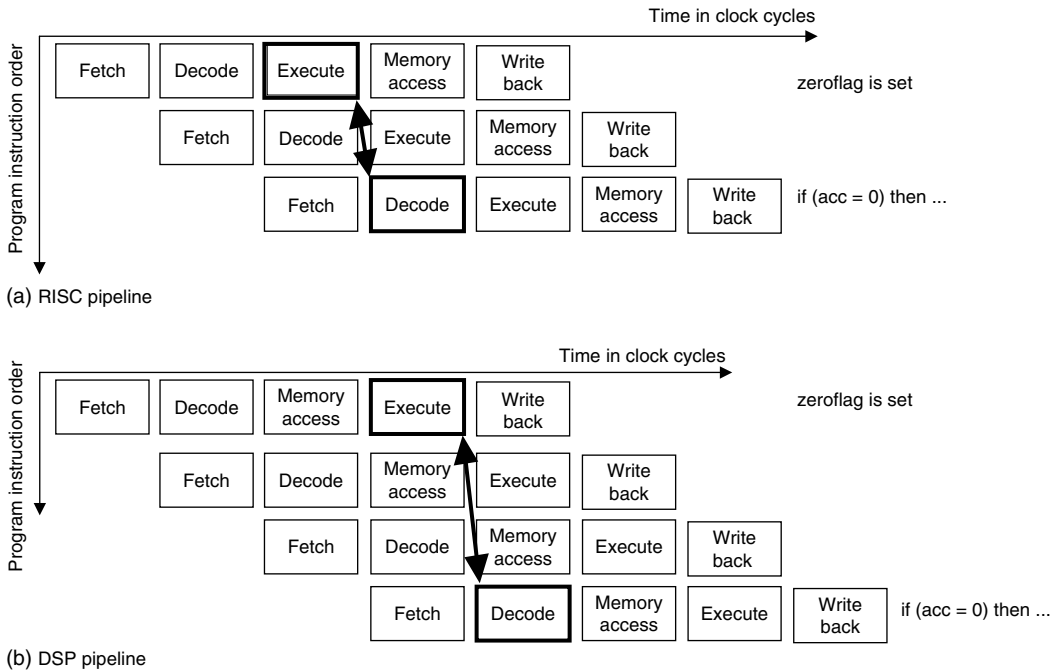 Time in clock cycles
Program instruction order
Fetch Decode Execute Memory access Write back zeroflag is set
Fetch Decode Execute Memory access Write back
Fetch Decode Execute Memory access Write back if (acc = 0) then ...
(a) RISC pipeline
Time in clock cycles
Program instruction order
Fetch Decode Memory access Execute Write back zeroflag is set
Fetch Decode Memory access Execute Write back
Fetch Decode Memory access Execute Write back
Fetch Decode Memory access Execute Write back if (acc = 0) then ...
(b) DSP pipeline